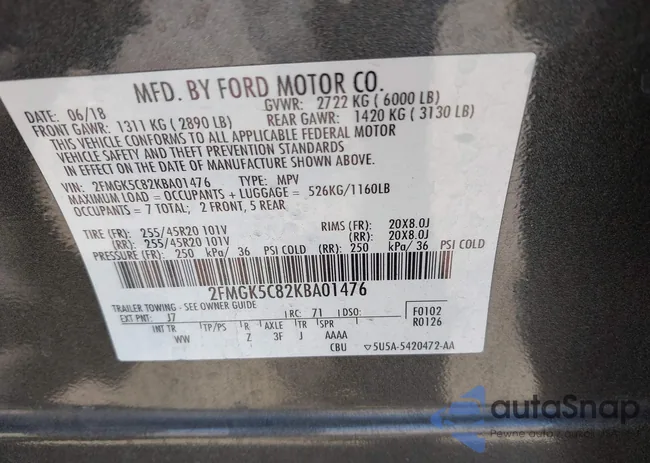 MFD. BY FORD MOTOR CO.
DATE: 06/18 GVWR: 2722 KG ( 6000 LB)
FRONT GAWR: 1311 KG ( 2890 LB) REAR GAWR: 1420 KG ( 3130 LB)
THIS VEHICLE CONFORMS TO ALL APPLICABLE FEDERAL MOTOR
VEHICLE SAFETY AND THEFT PREVENTION STANDARDS
IN EFFECT ON THE DATE OF MANUFACTURE SHOWN ABOVE.
VIN: 2FMGK5C82KBA01476 TYPE: MPV
MAXIMUM LOAD = OCCUPANTS + LUGGAGE = 526KG/1160LB
OCCUPANTS = 7 TOTAL; 2 FRONT, 5 REAR
TIRE (FR): 255/45R20 101V RIMS (FR): 20X8.0J
(RR): 255/45R20 101V (RR): 20X8.0J
PRESSURE (FR): 250 kPa/ 36 PSI COLD (RR): 250 kPa/ 36 PSI COLD
2FMGK5C82KBA01476
TRAILER TOWING - SEE OWNER GUIDE
EXT PNT: J7 RC: 71 DSO: F0102
R0126
INT TR TP/PS R AXLE TR SPR
WW Z 3F J AAAA
CBU ▽5U5A-5420472-AA
autoSnap
Pewne auto z aukcji